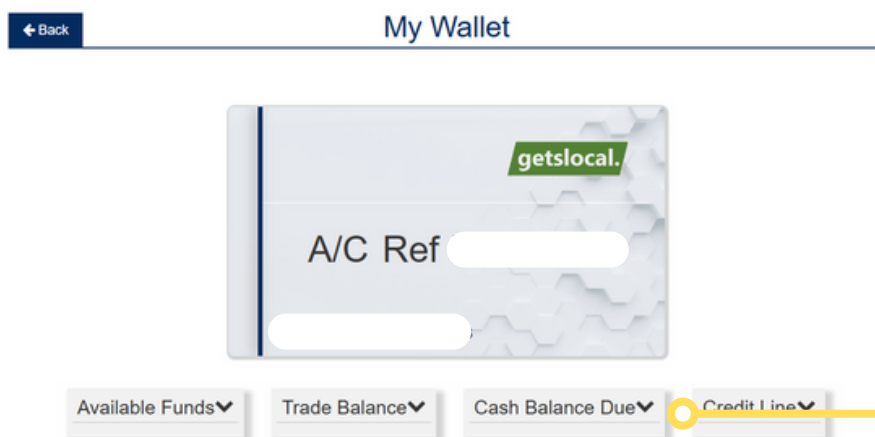 Back
My Wallet
getslocal.
A/C Ref
Available Funds Trade Balance Cash Balance Due Credit Line